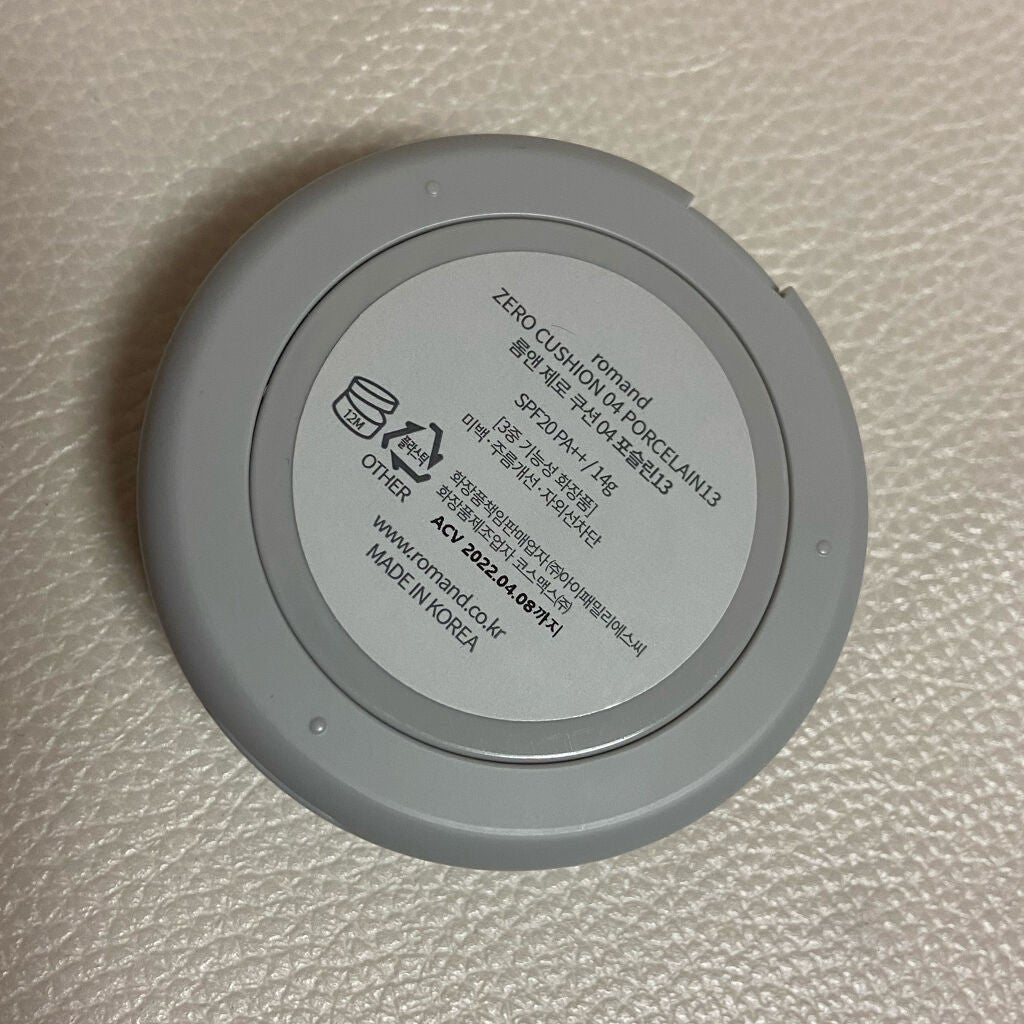 romand
ZERO CUSHION 04 PORCELAIN13
롬앤 제로 쿠션 04 포슬린13
SPF20 PA++ / 14g
[3중 기능성 화장품]
미백 · 주름개선 · 자외선차단
12M
플라스틱
OTHER
화장품책임판매업자 ㈜아이패밀리에스씨
화장품제조업자 코스맥스㈜
ACV 2022.04.08까지
www.romand.co.kr
MADE IN KOREA